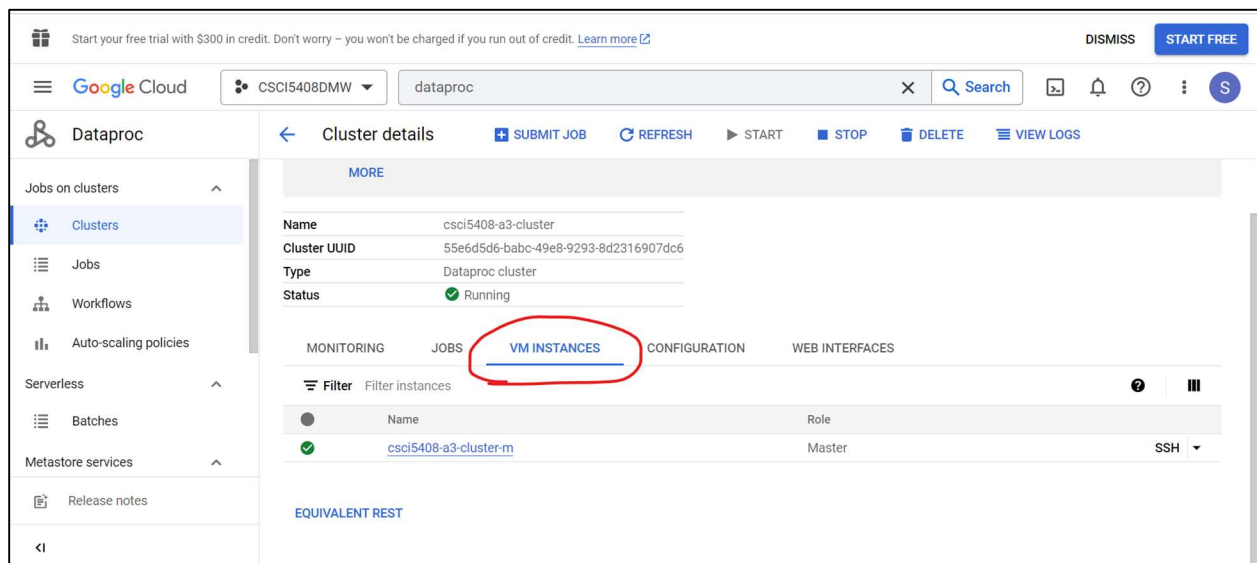 Start your free trial with $300 in credit. Don't worry – you won't be charged if you run out of credit. Learn more DISMISS START FREE
Google Cloud CSCI5408DMW dataproc Search S
Dataproc Cluster details SUBMIT JOB REFRESH START STOP DELETE VIEW LOGS
MORE
Jobs on clusters
Clusters
Jobs
Workflows
Auto-scaling policies
Serverless
Batches
Metastore services
Release notes
Name csci5408-a3-cluster
Cluster UUID 55e6d5d6-babc-49e8-9293-8d2316907dc6
Type Dataproc cluster
Status Running
MONITORING JOBS VM INSTANCES CONFIGURATION WEB INTERFACES
Filter Filter instances
Name Role
csci5408-a3-cluster-m Master SSH
EQUIVALENT REST